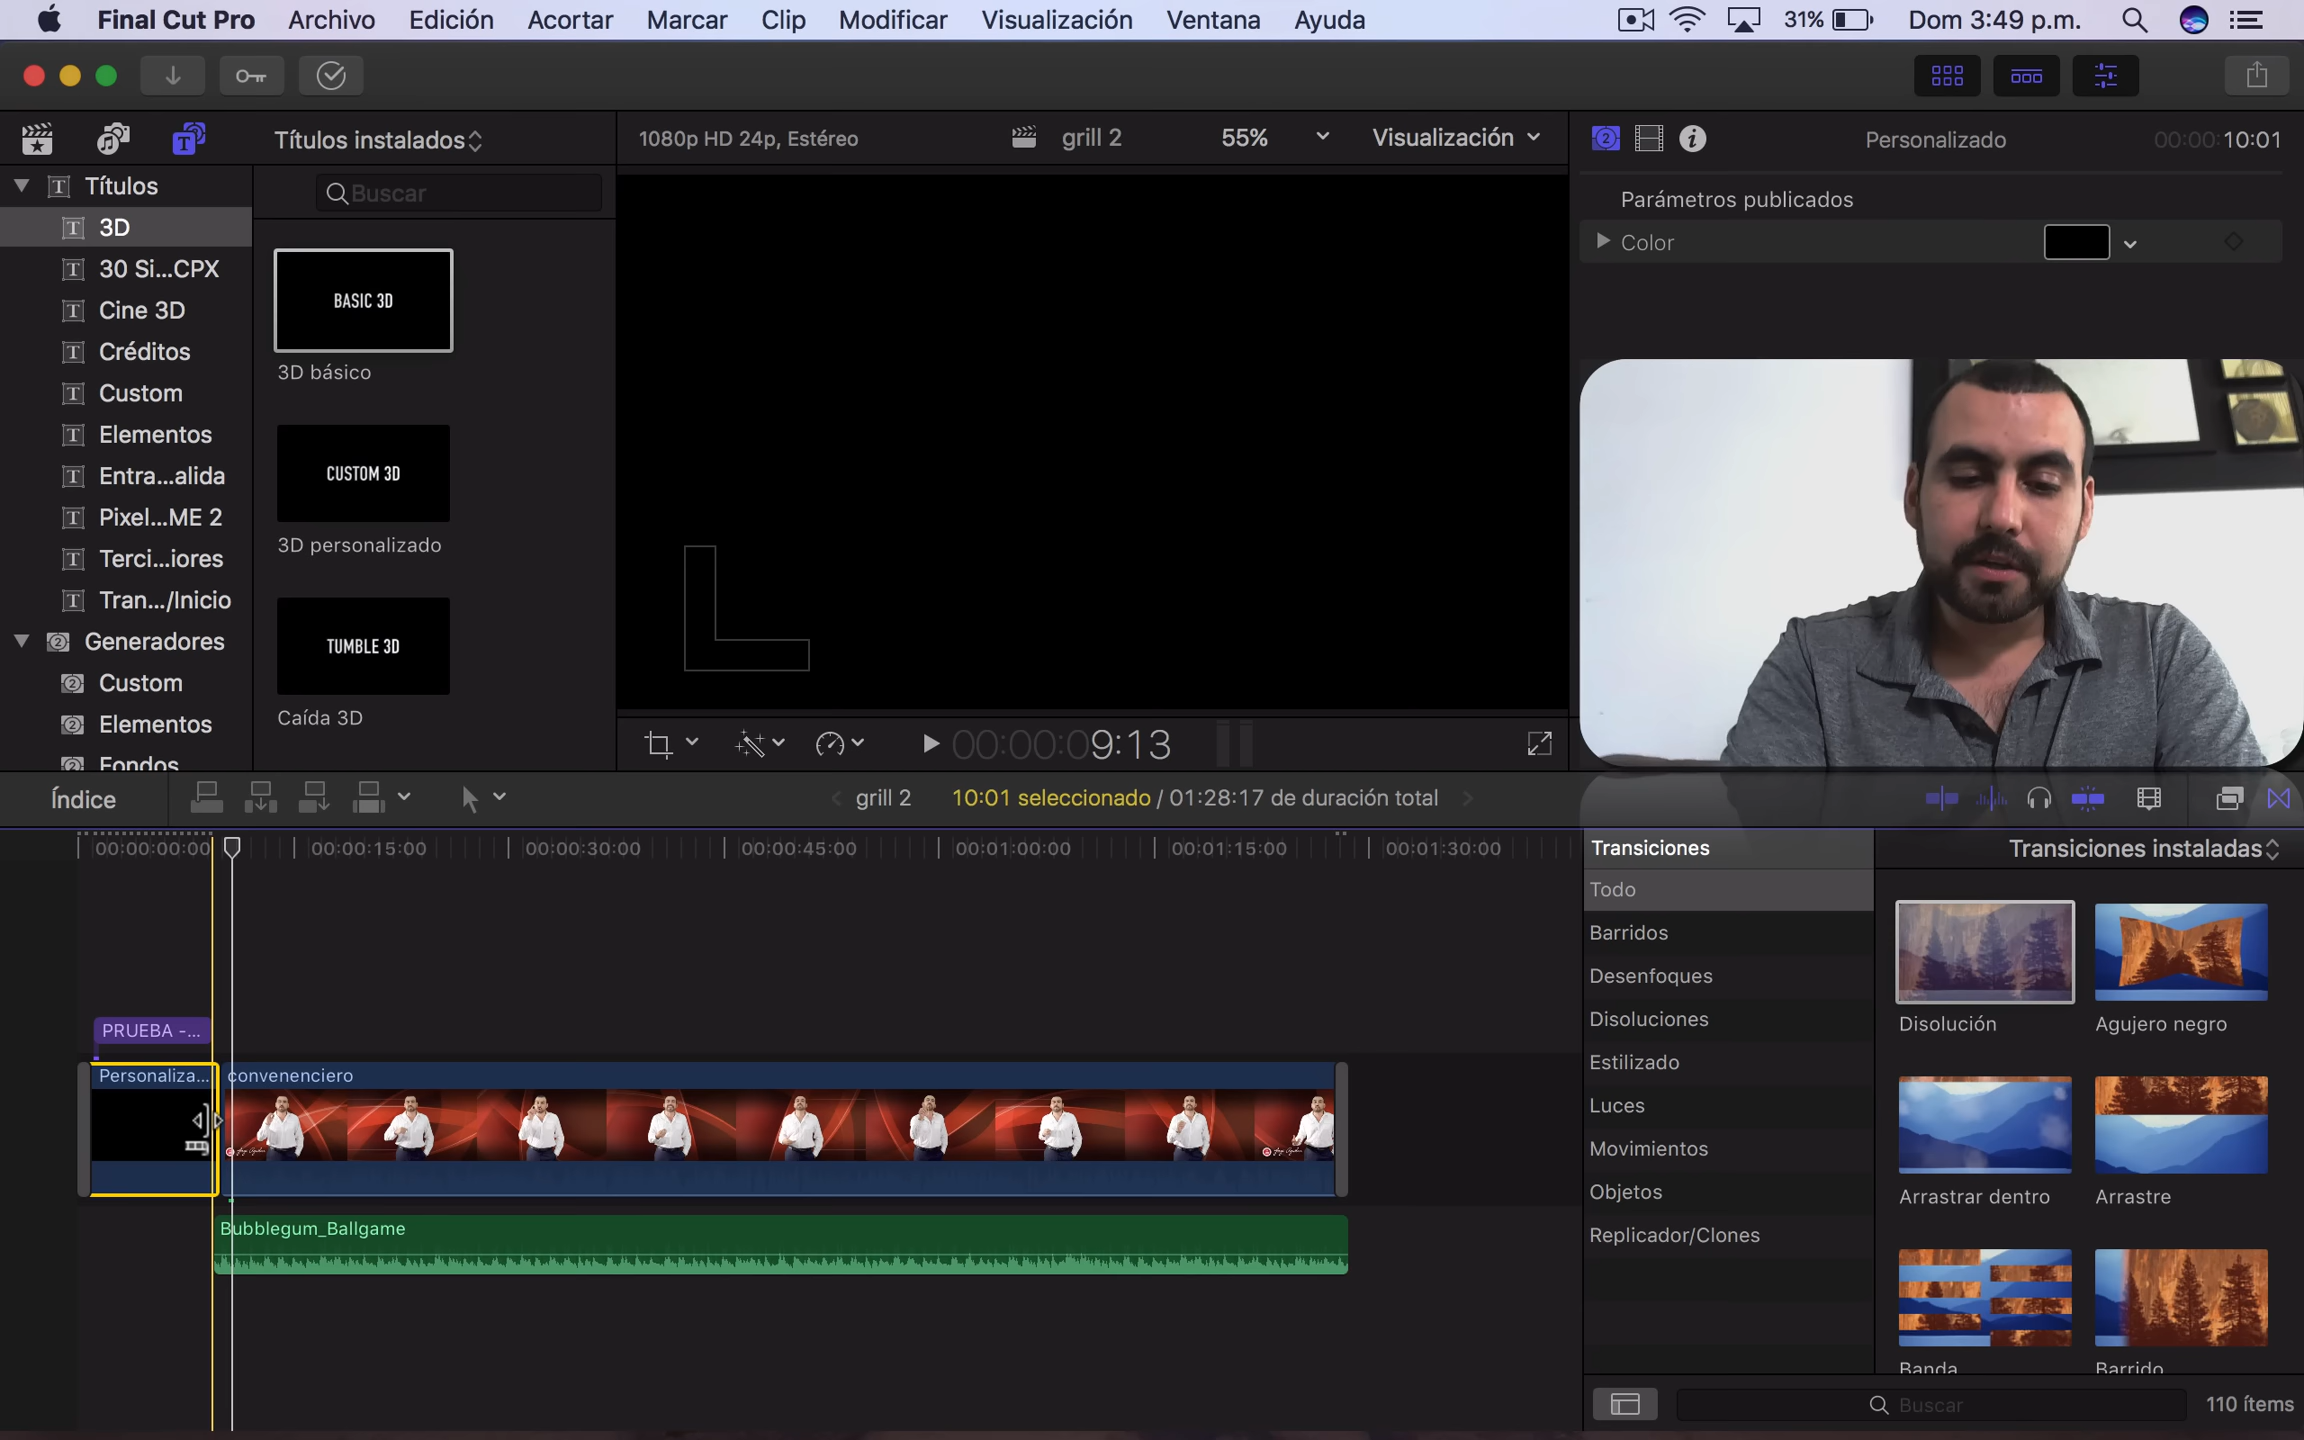 Final Cut Pro Archivo Edición Acortar Marcar Clip Modificar Visualización Ventana Ayuda 31% Dom 3:49 p.m.
Títulos instalados
1080p HD 24p, Estéreo
grill 2
55%
Visualización
Personalizado
00:00:10:01
Títulos
3D
30 Si...CPX
Cine 3D
Créditos
Custom
Elementos
Entra...alida
Pixel...ME 2
Terci...iores
Tran.../Inicio
Generadores
Custom
Elementos
Fondos
Buscar
BASIC 3D
3D básico
CUSTOM 3D
3D personalizado
TUMBLE 3D
Caída 3D
Parámetros publicados
Color
00:00:09:13
Índice
grill 2
10:01 seleccionado / 01:28:17 de duración total
00:00:00:00 00:00:15:00 00:00:30:00 00:00:45:00 00:01:00:00 00:01:15:00 00:01:30:00
PRUEBA -...
Personaliza...
convenenciero
Bubblegum_Ballgame
Transiciones
Todo
Barridos
Desenfoques
Disoluciones
Estilizado
Luces
Movimientos
Objetos
Replicador/Clones
Transiciones instaladas
Disolución
Agujero negro
Arrastrar dentro
Arrastre
Banda
Barrido
Buscar
110 ítems